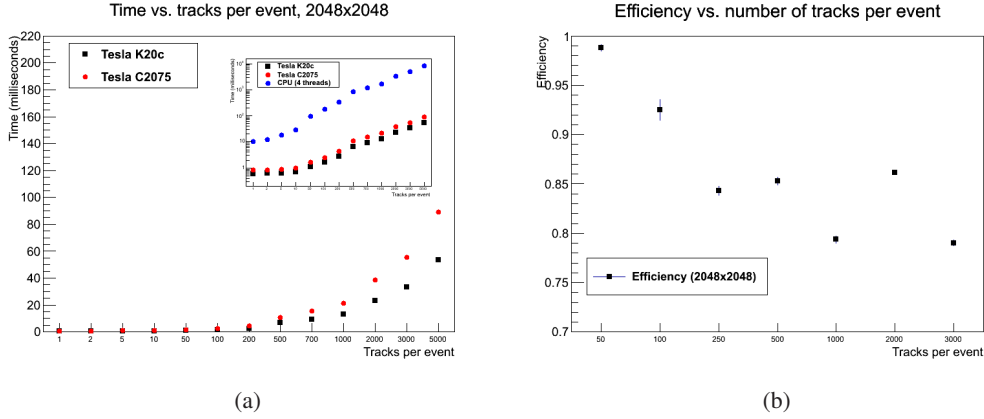 Time vs. tracks per event, 2048x2048
Time (milliseconds)
220
200
180
160
140
120
100
80
60
40
20
0
Tesla K20c
Tesla C2075
Time (milliseconds)
Tesla K20c
Tesla C2075
CPU (4 threads)
10
1
Tracks per event
1 2 5 10 50 100 200 500 700 1000 2000 3000 5000
Tracks per event
(a)
Efficiency vs. number of tracks per event
Efficiency
1
0.95
0.9
0.85
0.8
0.75
0.7
Efficiency (2048x2048)
50 100 250 500 1000 2000 3000
Tracks per event
(b)